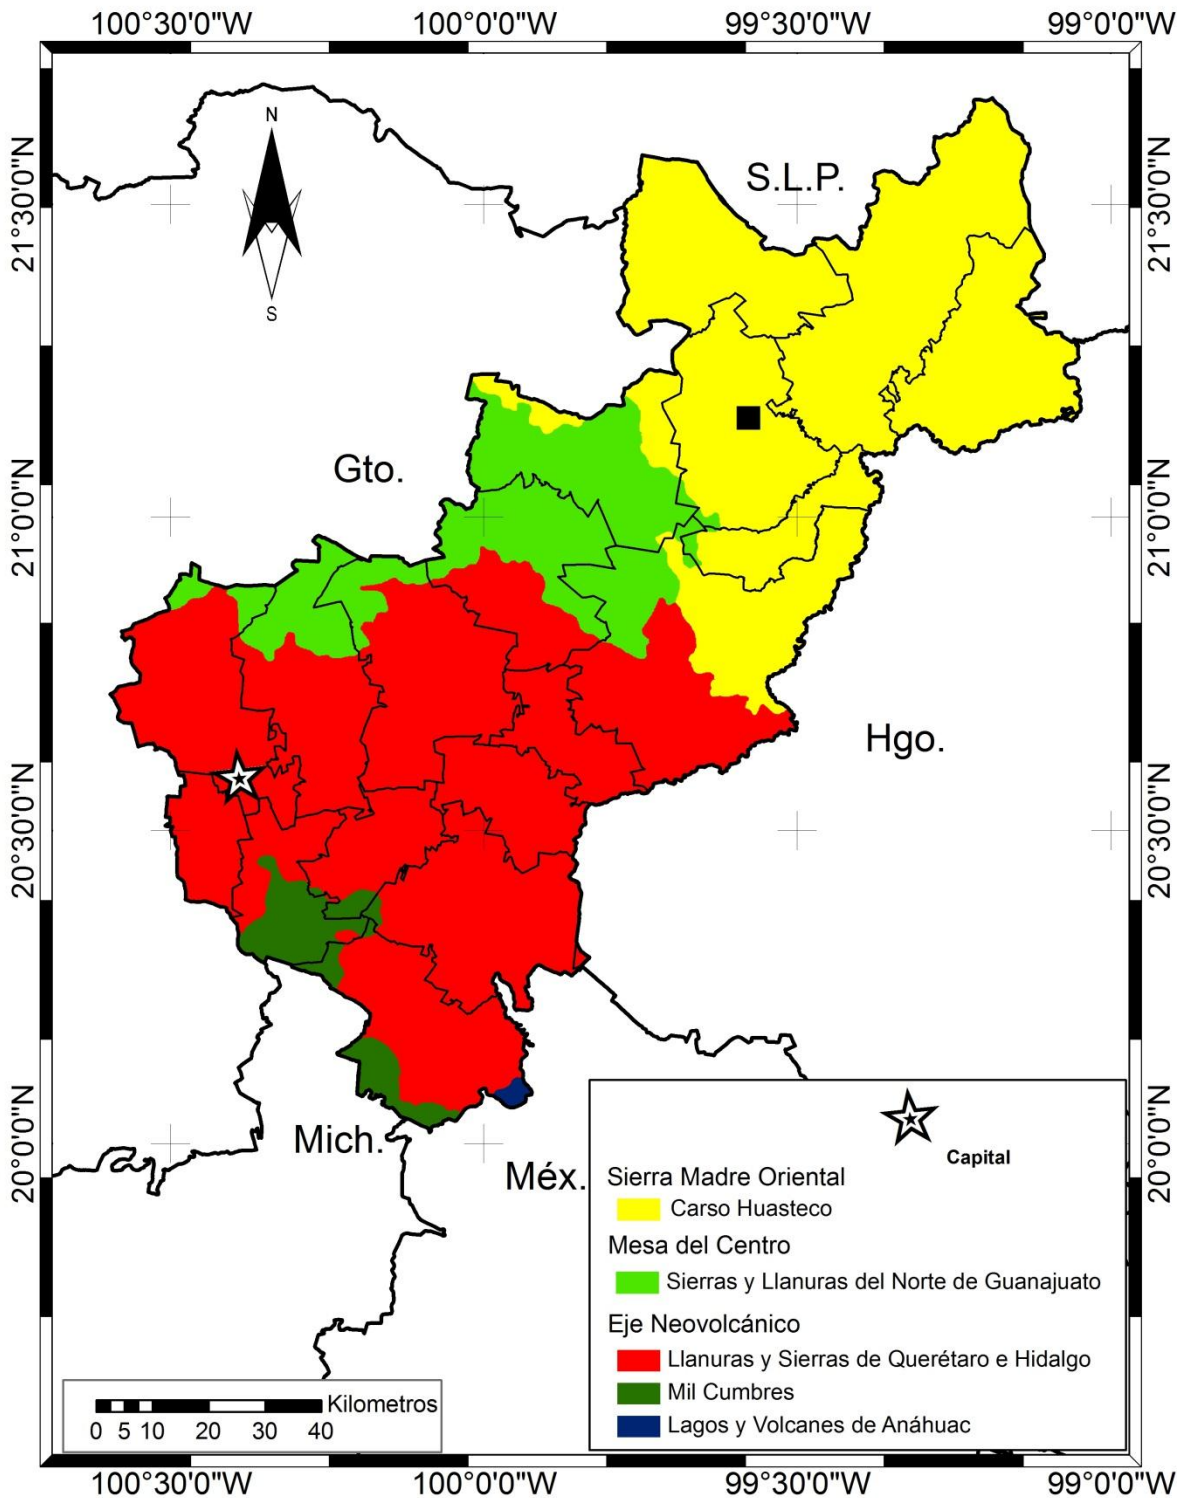 100°30'0"W 100°0'0"W 99°30'0"W 99°0'0"W
N
S
21°30'0"N
21°30'0"N
S.L.P.
Gto.
21°0'0"N
21°0'0"N
Hgo.
20°30'0"N
20°30'0"N
Mich.
Méx.
20°0'0"N
20°0'0"N
Capital
Sierra Madre Oriental
Carso Huasteco
Mesa del Centro
Sierras y Llanuras del Norte de Guanajuato
Eje Neovolcánico
Llanuras y Sierras de Querétaro e Hidalgo
Mil Cumbres
Lagos y Volcanes de Anáhuac
Kilometros
0 5 10 20 30 40
100°30'0"W 100°0'0"W 99°30'0"W 99°0'0"W